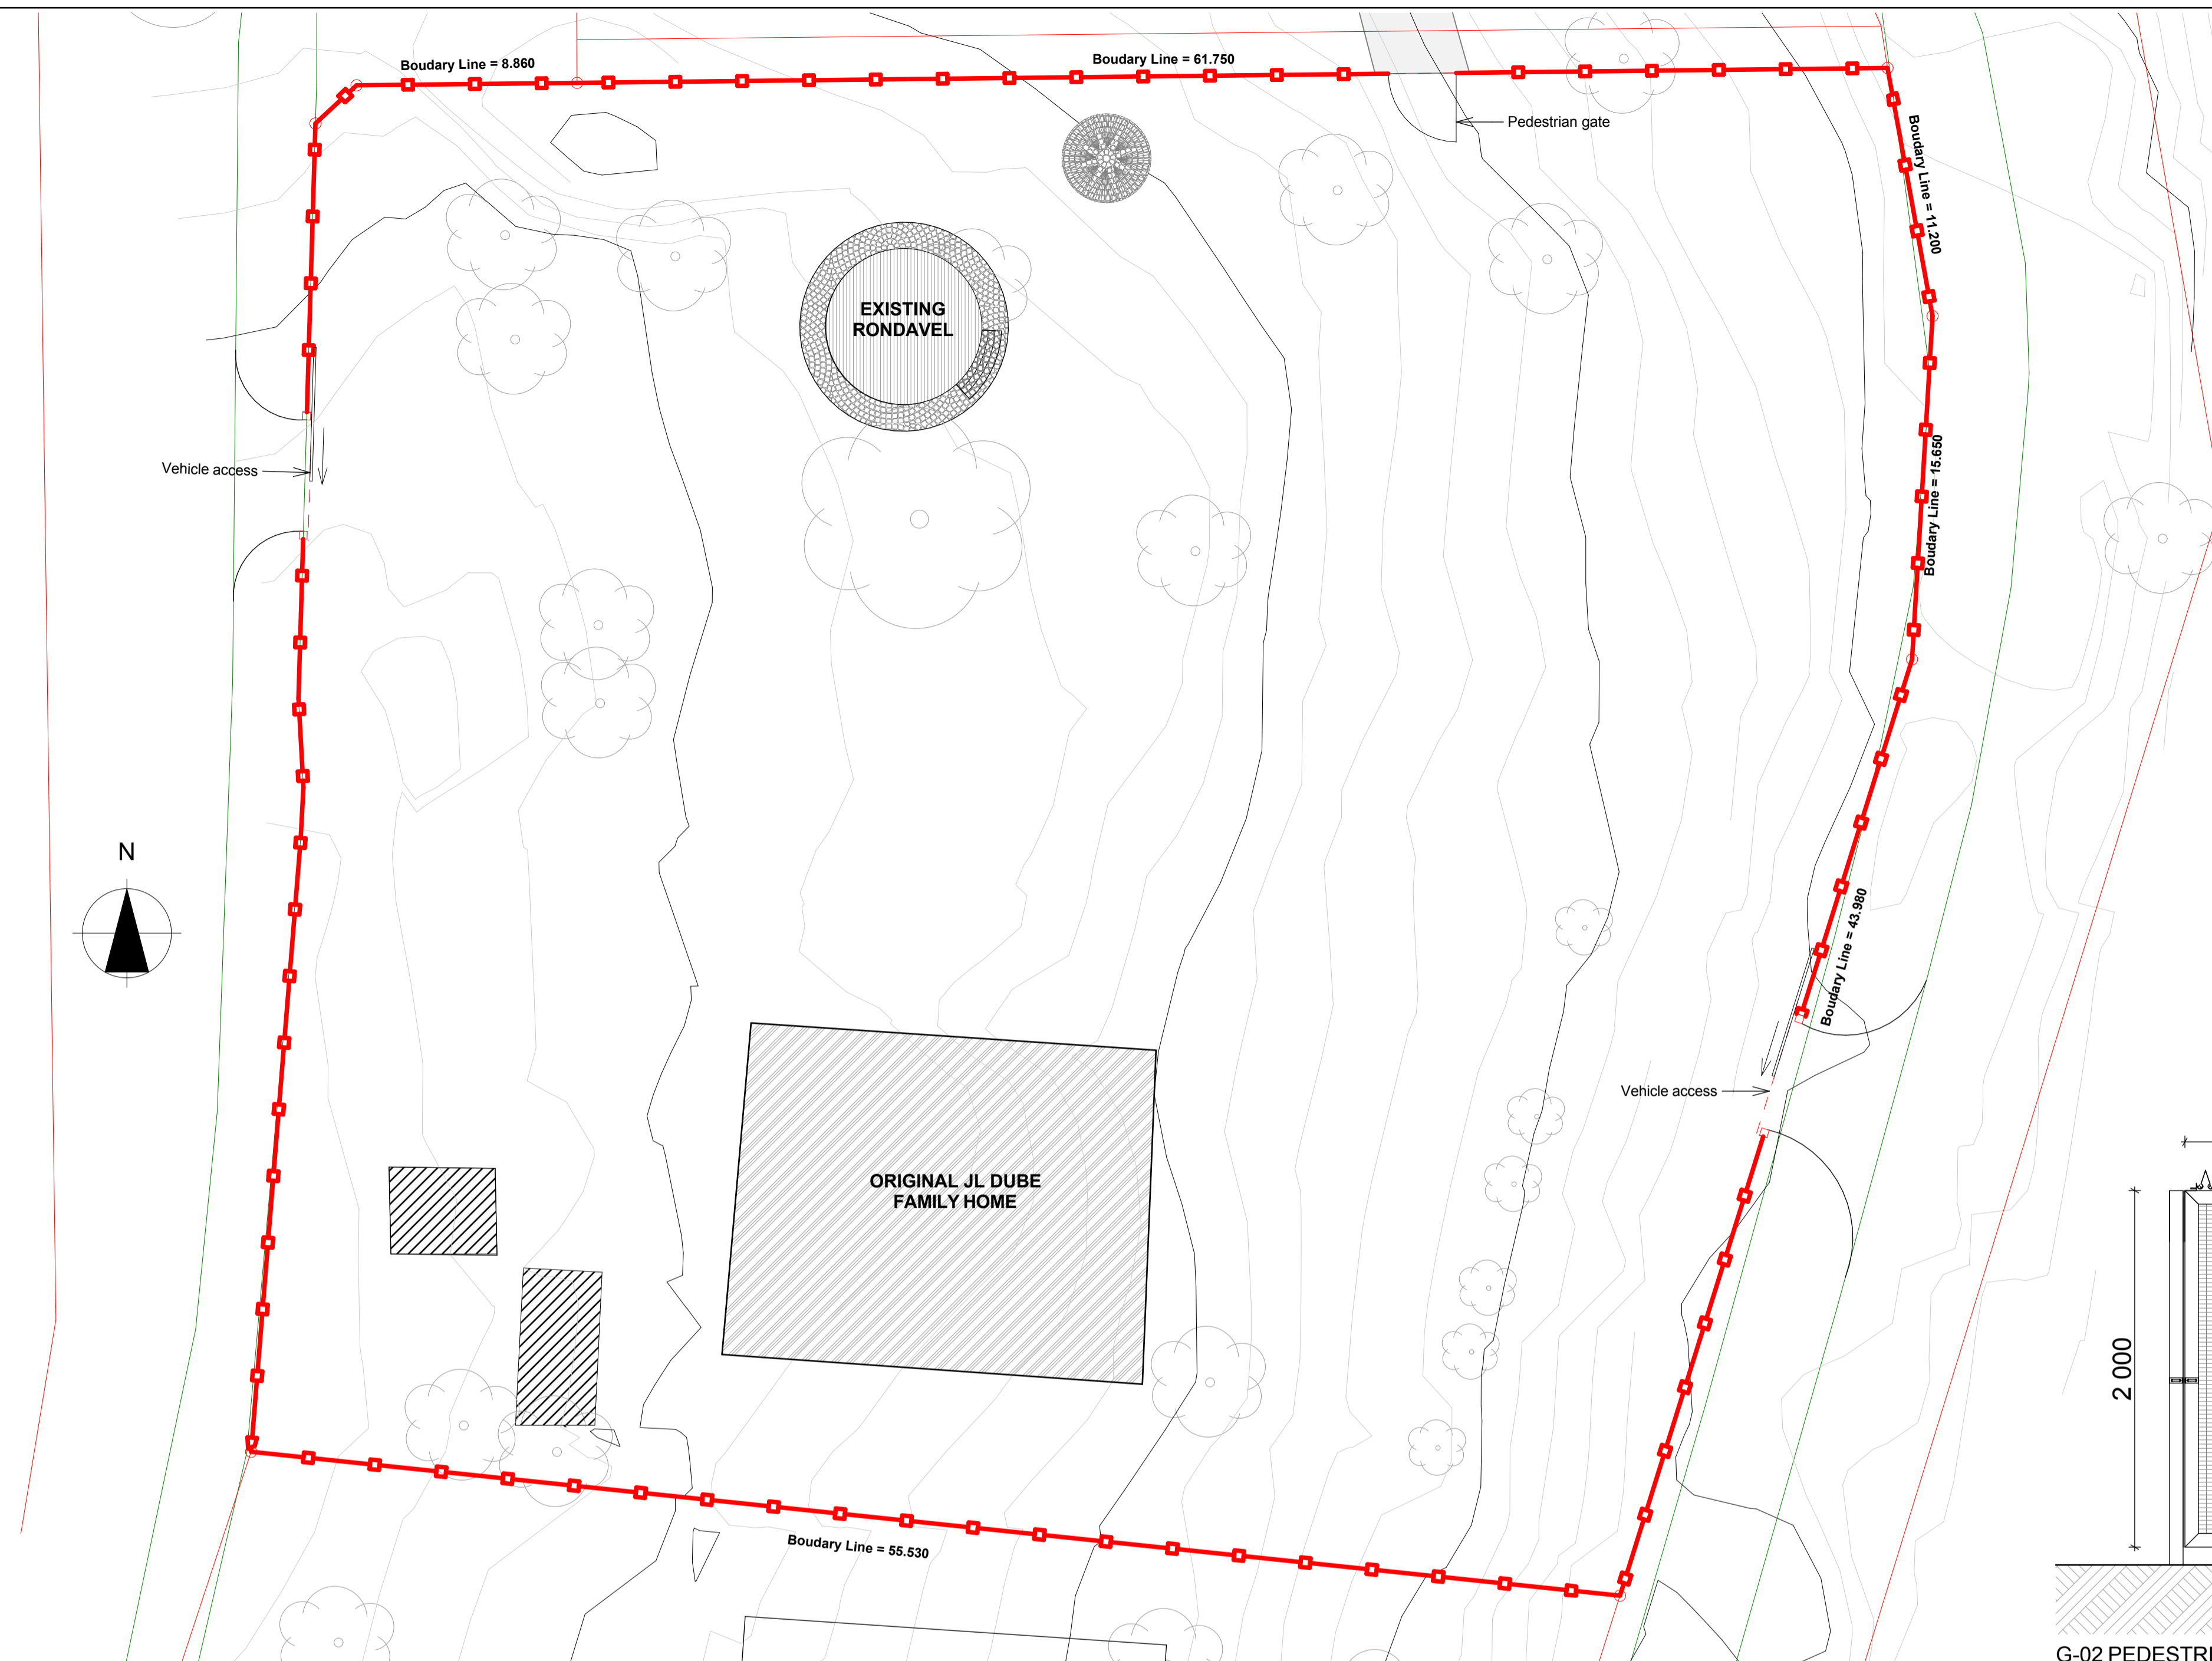 Boudary Line = 8.860
Boudary Line = 61.750
Pedestrian gate
Boudary Line = 11.200
EXISTING
RONDAVEL
Vehicle access
Boudary Line = 15.650
N
Boudary Line = 43.980
Vehicle access
ORIGINAL JL DUBE
FAMILY HOME
2 000
Boudary Line = 55.530
G-02 PEDESTRI